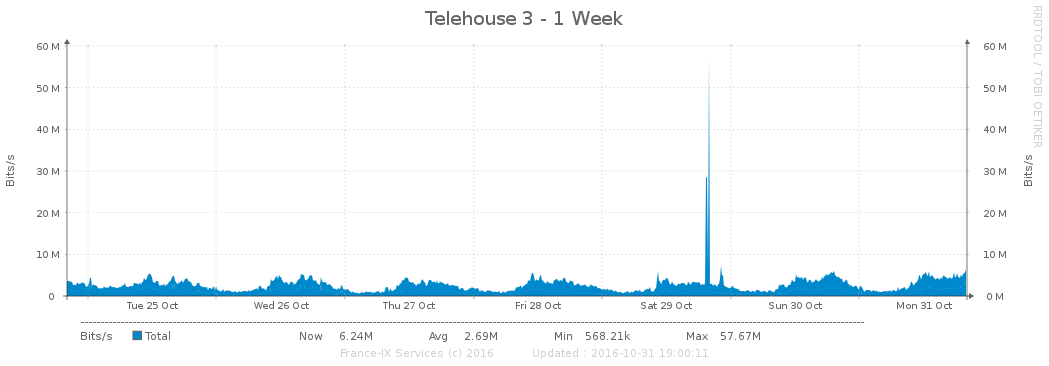 Telehouse 3 - 1 Week
RRDTOOL / TOBI OETIKER
Bits/s
Bits/s
60 M 60 M
50 M 50 M
40 M 40 M
30 M 30 M
20 M 20 M
10 M 10 M
0 0 M
Tue 25 Oct Wed 26 Oct Thu 27 Oct Fri 28 Oct Sat 29 Oct Sun 30 Oct Mon 31 Oct
Bits/s Total Now 6.24M Avg 2.69M Min 568.21k Max 57.67M
France-IX Services (c) 2016 Updated : 2016-10-31 19:00:11